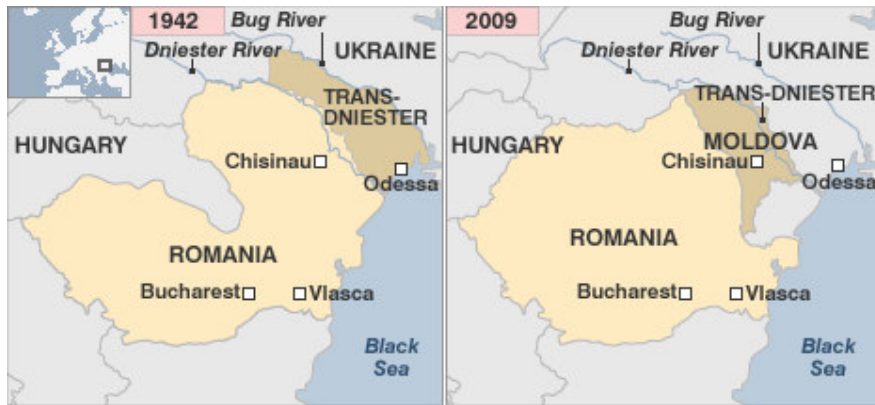 1942
Bug River
Dniester River
UKRAINE
TRANS-
DNIESTER
HUNGARY
Chisinau
Odessa
ROMANIA
Bucharest
Vlasca
Black
Sea
2009
Bug River
Dniester River
UKRAINE
TRANS-DNIESTER
HUNGARY
MOLDOVA
Chisinau
Odessa
ROMANIA
Bucharest
Vlasca
Black
Sea